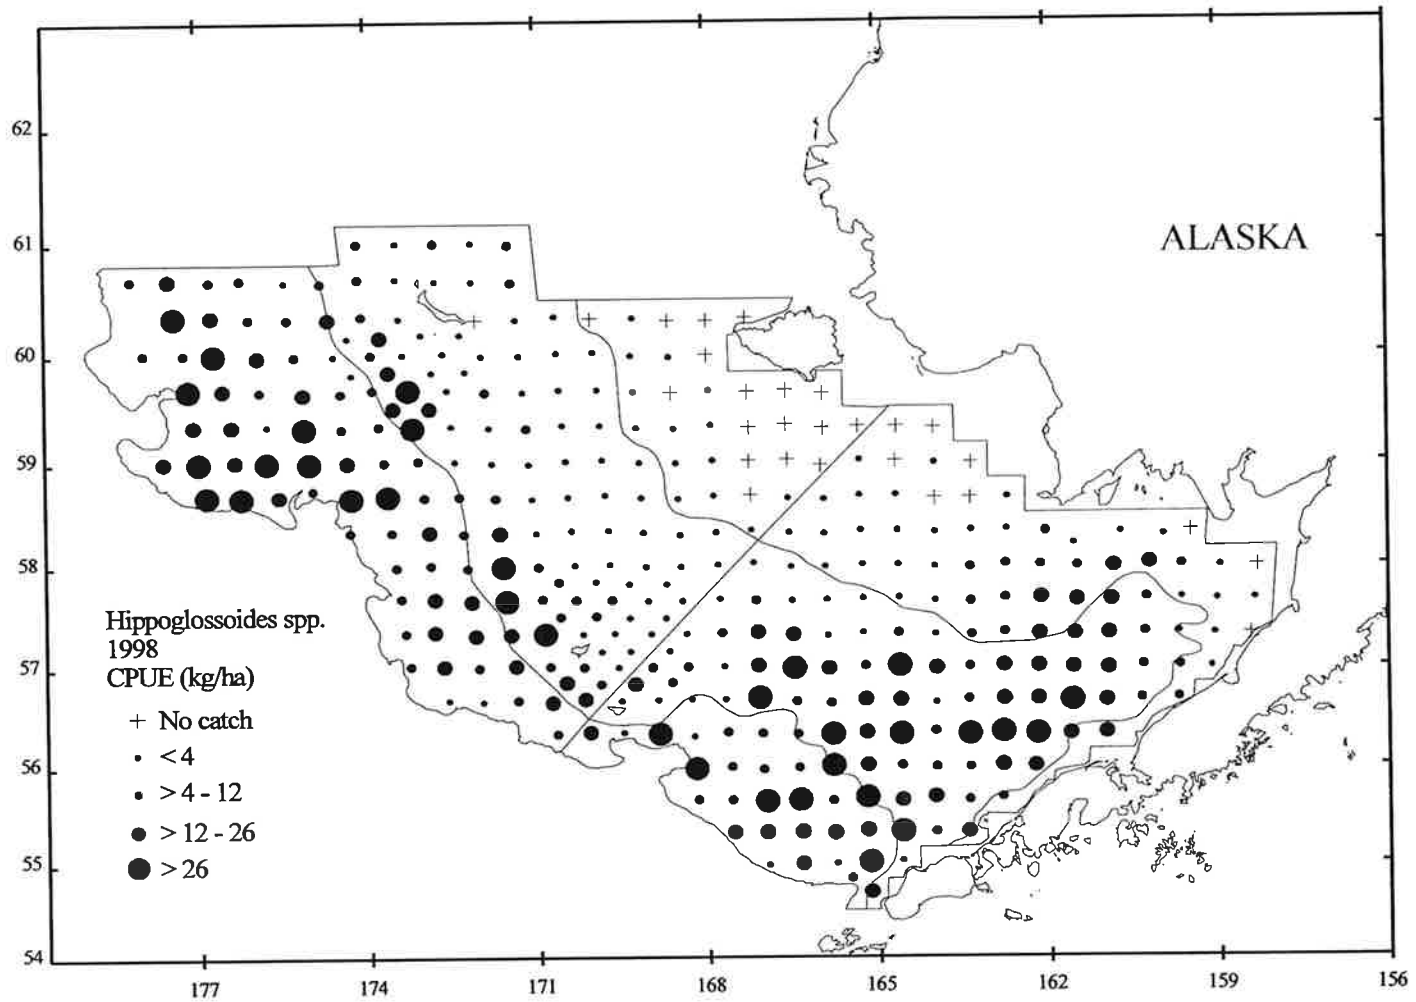 62
61
ALASKA
60
59
58
Hippoglossoides spp.
1998
57
CPUE (kg/ha)
+ No catch
< 4
56
> 4 - 12
> 12 - 26
55
> 26
54
177 174 171 168 165 162 159 156